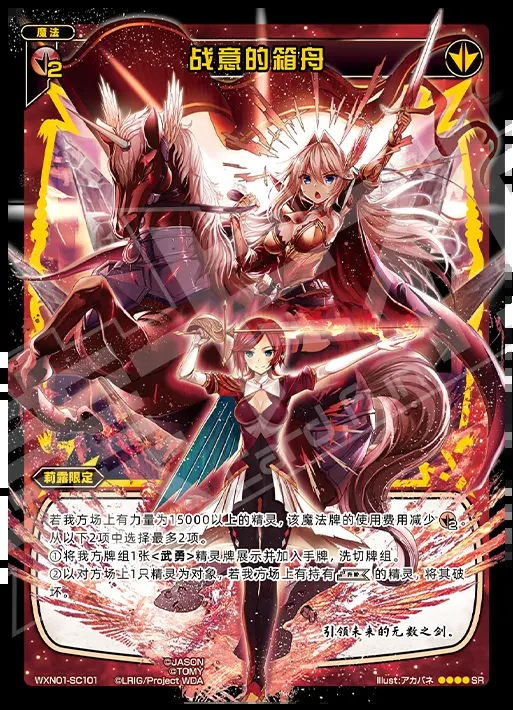 魔法
2
战意的箱舟
莉露限定
若我方场上有力量为15000以上的精灵，该魔法牌的使用费用减少2。
从以下2项中选择最多2项。
①将我方牌组1张<武勇>精灵牌展示并加入手牌，洗切牌组。
②以对方场上1只精灵为对象，若我方场上有持有 的精灵，将其破
坏。
引领未来的无数之剑。
©JASON
©TOMY
WXN01-SC101
©LRIG/Project WDA
Illust:アカバネ
SR